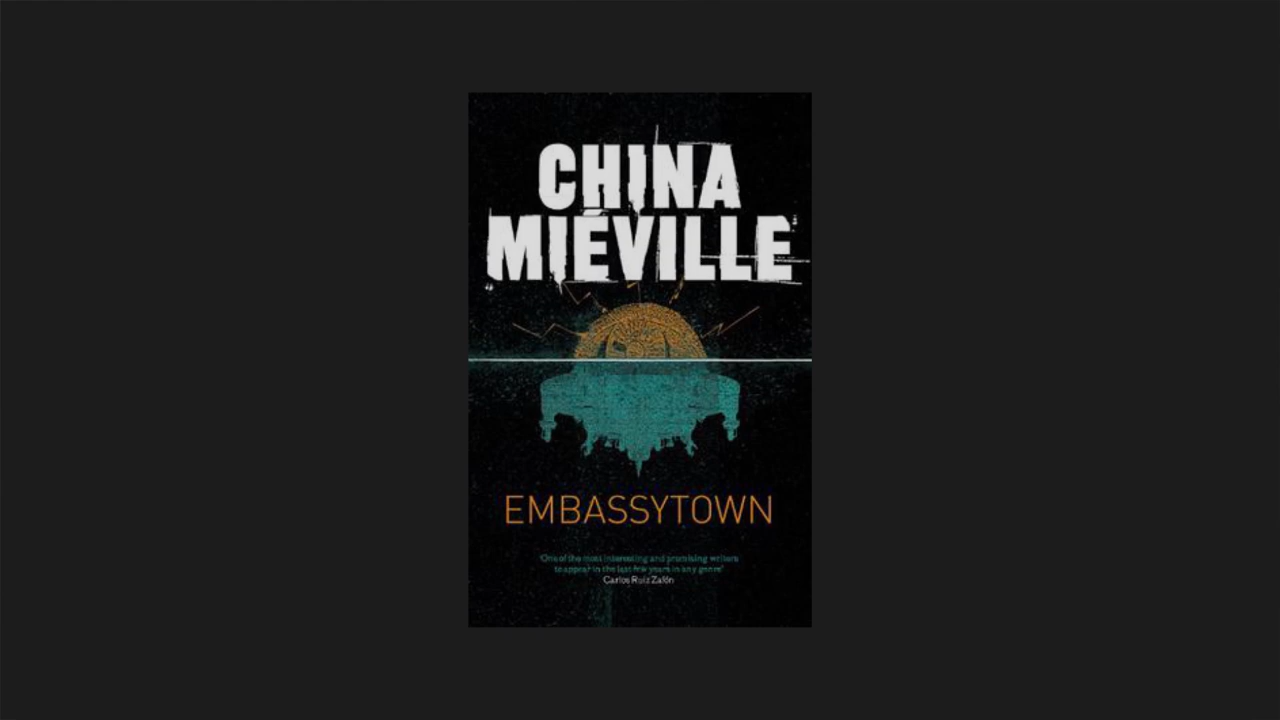 CHINA
MIÉVILLE
EMBASSYTOWN
'One of the most interesting and promising writers
to appear in the last few years in any genre'
Carlos Ruiz Zafón